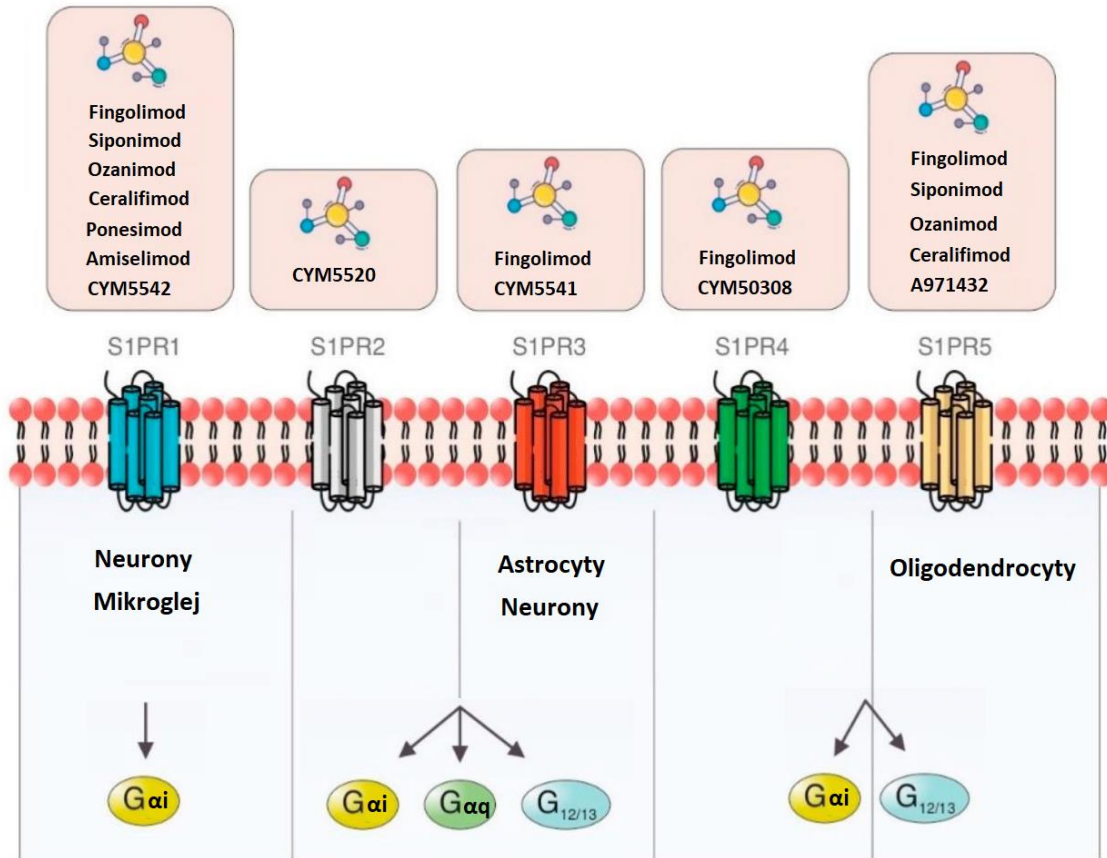 Fingolimod
Siponimod
Ozanimod
Ceralifimod
Ponesimod
Amiselimod
CYM5542
CYM5520
Fingolimod
CYM5541
Fingolimod
CYM50308
Fingolimod
Siponimod
Ozanimod
Ceralifimod
A971432
S1PR1
S1PR2
S1PR3
S1PR4
S1PR5
Neurony
Mikroglej
Astrocyty
Neurony
Oligodendrocyty
Gαi
Gαi
Gαq
G12/13
Gαi
G12/13